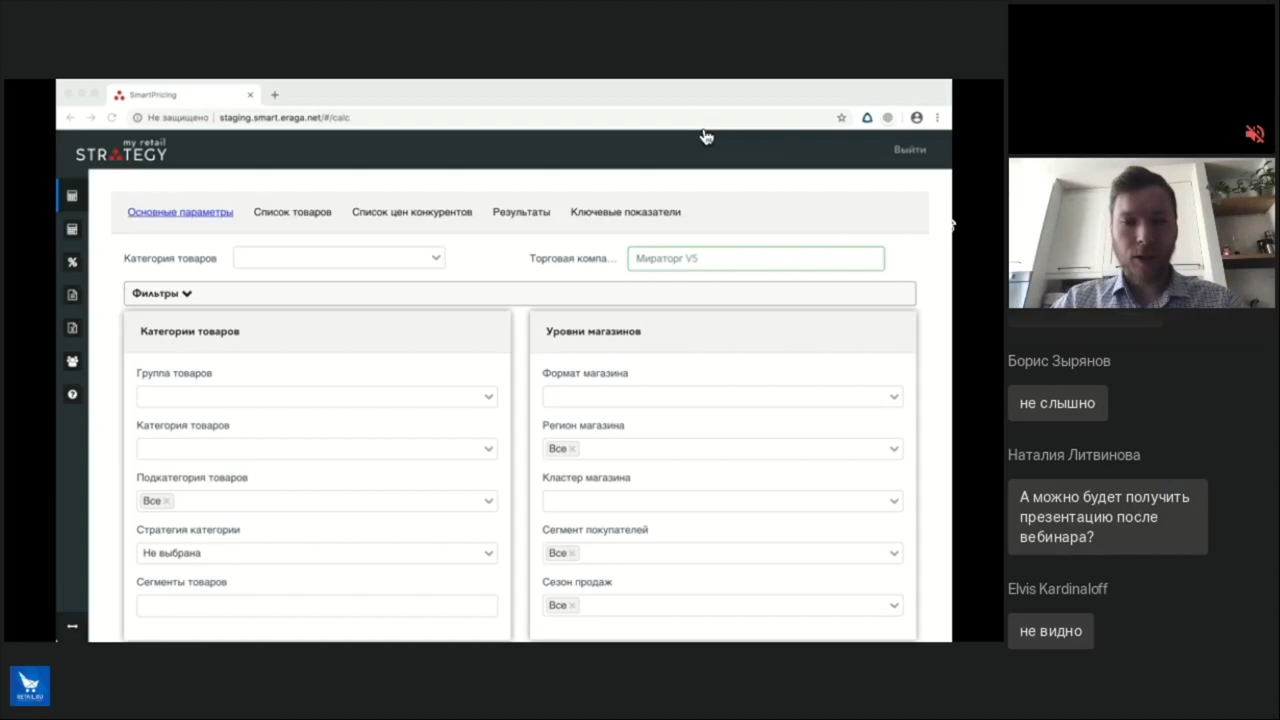 SmartPricing
Не защищено staging.smart.eraga.net/#/calc
my retail
STRATEGY
Выйти
Основные параметры Список товаров Список цен конкурентов Результаты Ключевые показатели
Категория товаров
Торговая компа... Мираторг V5
Фильтры
Категории товаров
Группа товаров
Категория товаров
Подкатегория товаров
Все
Стратегия категории
Не выбрана
Сегменты товаров
Уровни магазинов
Формат магазина
Регион магазина
Все
Кластер магазина
Сегмент покупателей
Все
Сезон продаж
Все
Борис Зырянов
не слышно
Наталия Литвинова
А можно будет получить
презентацию после
вебинара?
Elvis Kardinaloff
не видно
RETAIL.RU